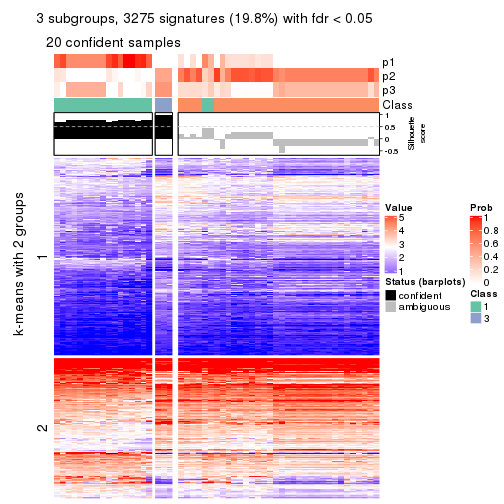 3 subgroups, 3275 signatures (19.8%) with fdr < 0.05
20 confident samples
p1
p2
p3
Class
1
0.5
0
-0.5
Silhouette
score
k-means with 2 groups
1
2
Value
5
4
3
2
1
Status (barplots)
confident
ambiguous
Prob
1
0.8
0.6
0.4
0.2
0
Class
1
3